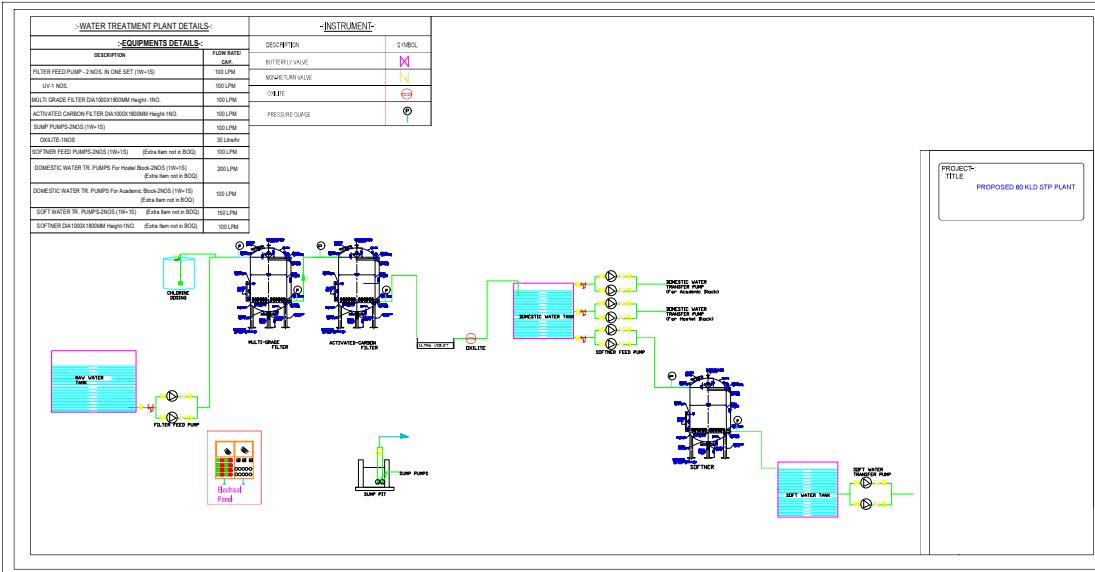 :-WATER TREATMENT PLANT DETAILS-:
:-EQUIPMENTS DETAILS-:
DESCRIPTION
FLOW RATE/
CAP.
FILTER FEED PUMP - 2 NOS. IN ONE SET (1W+1S)
100 LPM
UV-1 NOS.
100 LPM
MULTI GRADE FILTER DIA1000X1800MM Height -1NO.
100 LPM
ACTIVATED CARBON FILTER DIA1000X1800MM Height-1NO.
100 LPM
SUMP PUMPS-2NOS (1W+1S)
100 LPM
OXILITE-1NOS
30 Litre/hr
SOFTNER FEED PUMPS-2NOS (1W+1S) (Extra Item not in BOQ)
100 LPM
DOMESTIC WATER TR. PUMPS For Hostel Block-2NOS (1W+1S)
(Extra Item not in BOQ)
200 LPM
DOMESTIC WATER TR. PUMPS For Academic Block-2NOS (1W+1S)
(Extra Item not in BOQ)
100 LPM
SOFT WATER TR. PUMPS-2NOS (1W+1S) (Extra Item not in BOQ)
150 LPM
SOFTNER DIA1000X1800MM Height-1NO. (Extra Item not in BOQ)
100 LPM
-INSTRUMENT-
DESCRIPTION
SYMBOL
BUTTERFLY VALVE
NON-RETURN VALVE
OXILITE
PRESSURE GUAGE
P
PROJECT-:
TITLE
PROPOSED 60 KLD STP PLANT
CHLORINE
DOSING
P
P
MULTI-GRADE
FILTER
P
P
ACTIVATED-CARBON
FILTER
ULTRA VIOLET
OXILITE
DOMESTIC WATER TANK
DOMESTIC WATER
TRANSFER PUMP
(For Academic Block)
DOMESTIC WATER
TRANSFER PUMP
(For Hostel Block)
SOFTNER FEED PUMP
RAW WATER
TANK
FILTER FEED PUMP
P
P
SOFTNER
Electrical
Panel
SUMP PUMPS
SUMP PIT
SOFT WATER TANK
SOFT WATER
TRANSFER PUMP